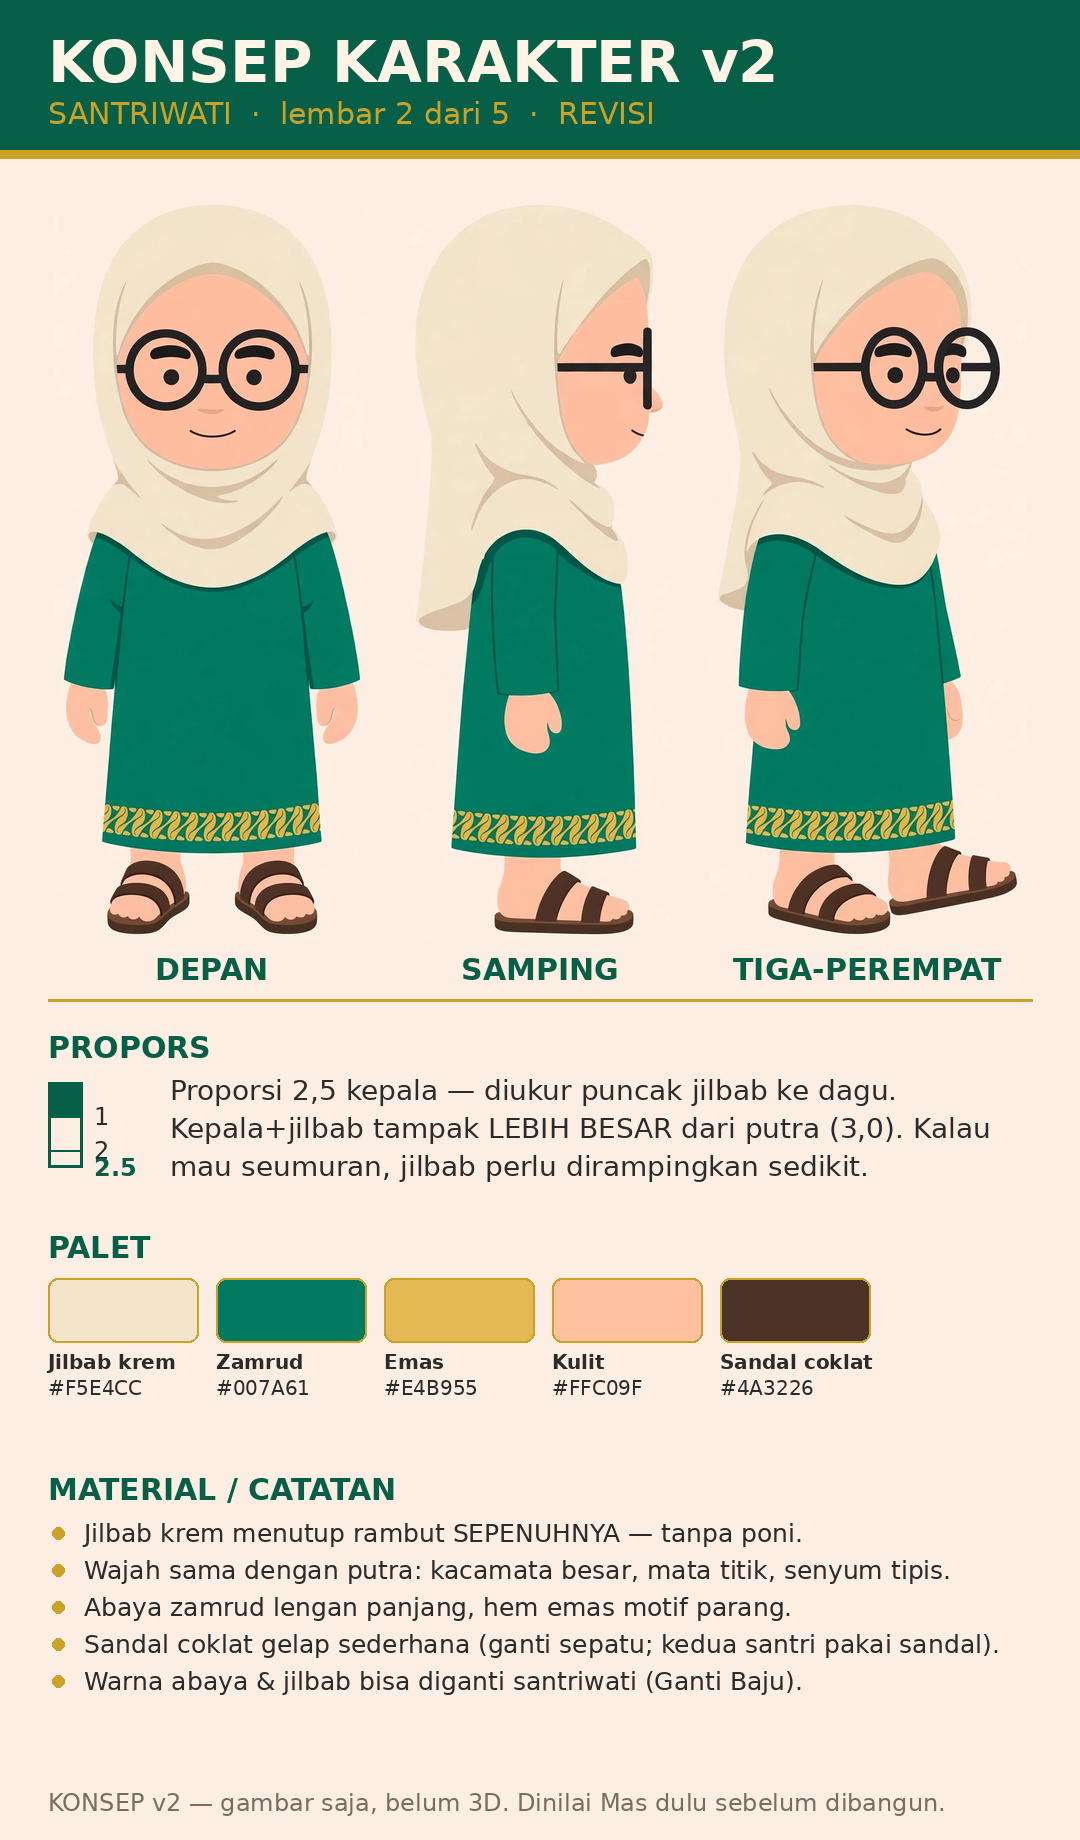 KONSEP KARAKTER v2
SANTRIWATI · lembar 2 dari 5 · REVISI
DEPAN
SAMPING
TIGA-PEREMPAT
PROPORS
1
2
2.5
Proporsi 2,5 kepala — diukur puncak jilbab ke dagu.
Kepala+jilbab tampak LEBIH BESAR dari putra (3,0). Kalau
mau seumuran, jilbab perlu dirampingkan sedikit.
PALET
Jilbab krem
#F5E4CC
Zamrud
#007A61
Emas
#E4B955
Kulit
#FFC09F
Sandal coklat
#4A3226
MATERIAL / CATATAN
Jilbab krem menutup rambut SEPENUHNYA — tanpa poni.
Wajah sama dengan putra: kacamata besar, mata titik, senyum tipis.
Abaya zamrud lengan panjang, hem emas motif parang.
Sandal coklat gelap sederhana (ganti sepatu; kedua santri pakai sandal).
Warna abaya & jilbab bisa diganti santriwati (Ganti Baju).
KONSEP v2 — gambar saja, belum 3D. Dinilai Mas dulu sebelum dibangun.